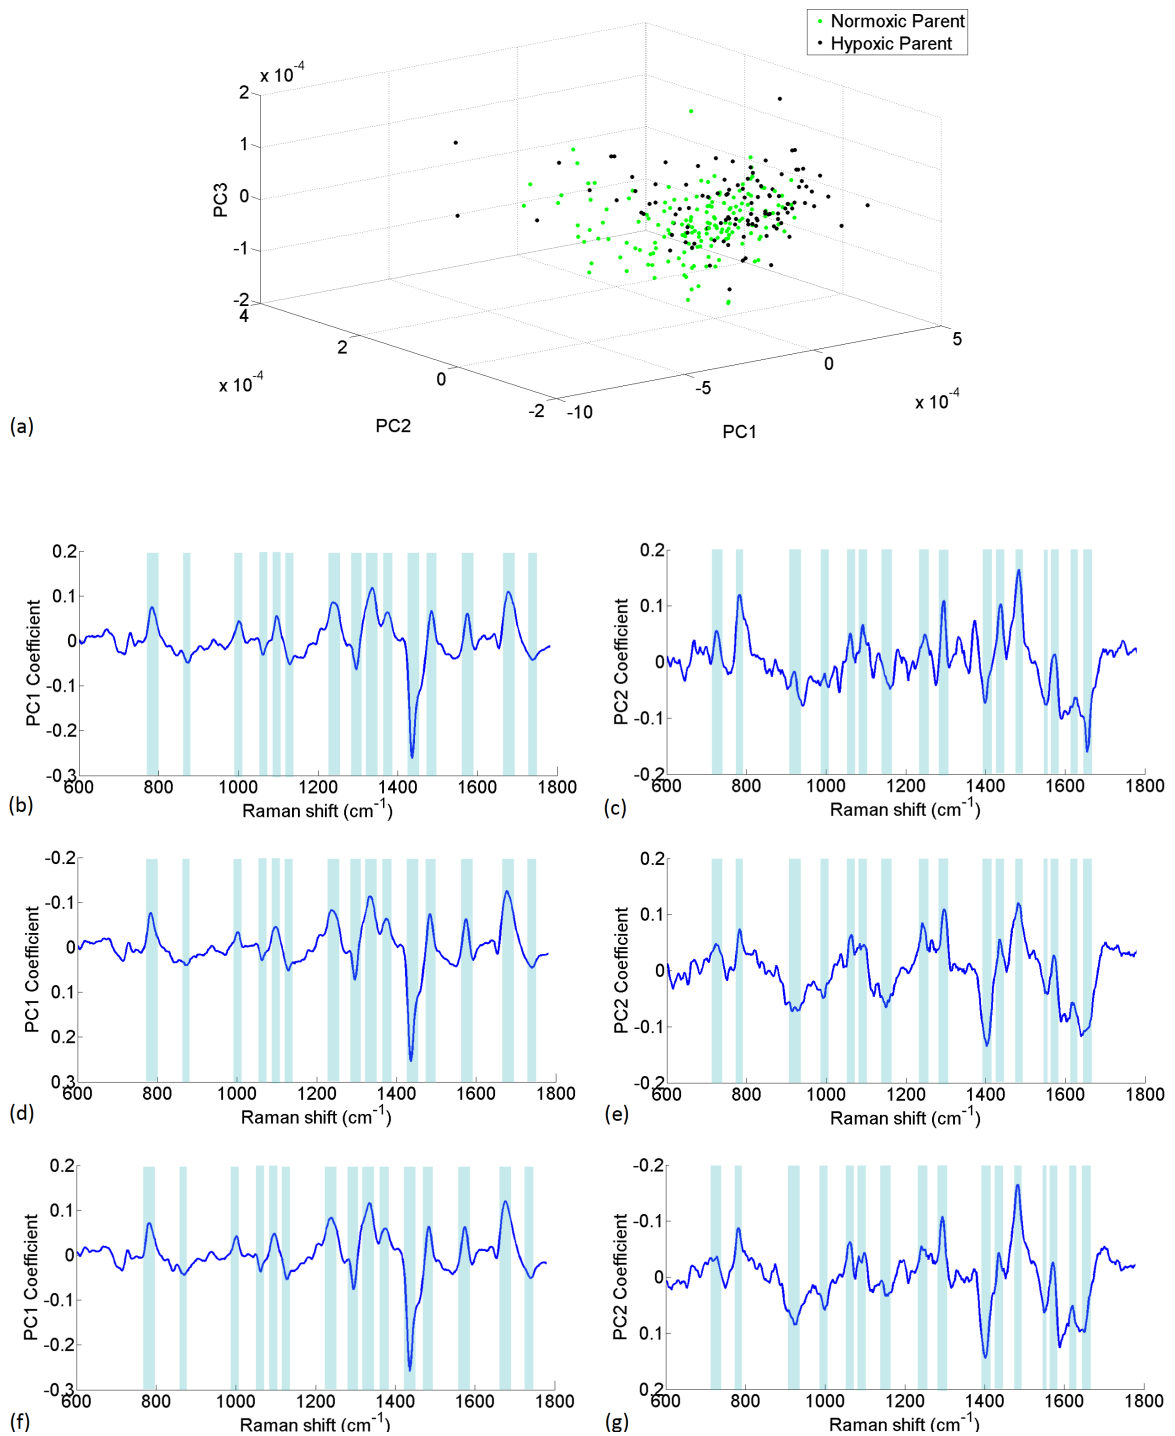 Normoxic Parent
Hypoxic Parent
x 10-4
2
1
0
-1
-2
PC3
4
2
0
-2
x 10-4
PC2
-10
-5
0
5
x 10-4
PC1
(a)
0.2
0.1
0
-0.1
-0.2
-0.3
PC1 Coefficient
600 800 1000 1200 1400 1600 1800
Raman shift (cm-1)
(b)
0.2
0.1
0
-0.1
-0.2
PC2 Coefficient
600 800 1000 1200 1400 1600 1800
Raman shift (cm-1)
(c)
-0.2
-0.1
0
0.1
0.2
0.3
PC1 Coefficient
600 800 1000 1200 1400 1600 1800
Raman shift (cm-1)
(d)
0.2
0.1
0
-0.1
-0.2
PC2 Coefficient
600 800 1000 1200 1400 1600 1800
Raman shift (cm-1)
(e)
0.2
0.1
0
-0.1
-0.2
-0.3
PC1 Coefficient
600 800 1000 1200 1400 1600 1800
Raman shift (cm-1)
(f)
-0.2
-0.1
0
0.1
0.2
PC2 Coefficient
600 800 1000 1200 1400 1600 1800
Raman shift (cm-1)
(g)